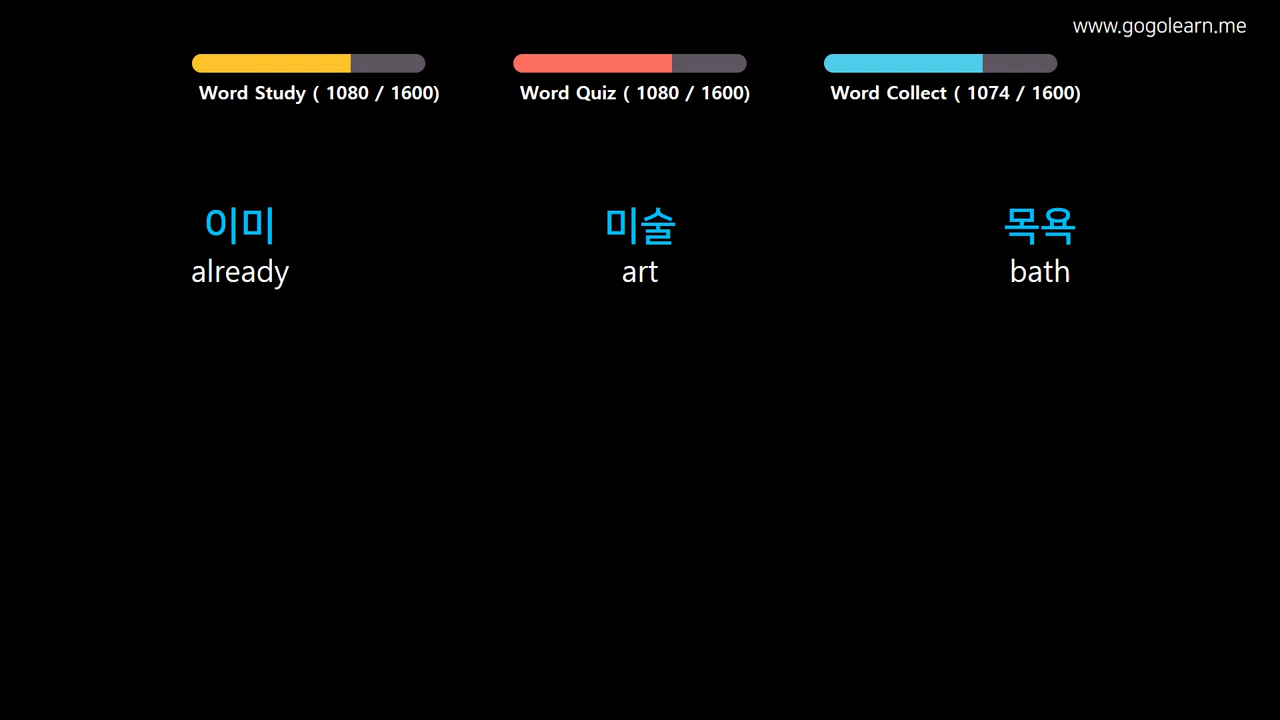 www.gogolearn.me
Word Study ( 1080 / 1600)
Word Quiz ( 1080 / 1600)
Word Collect ( 1074 / 1600)
이미
already
미술
art
목욕
bath